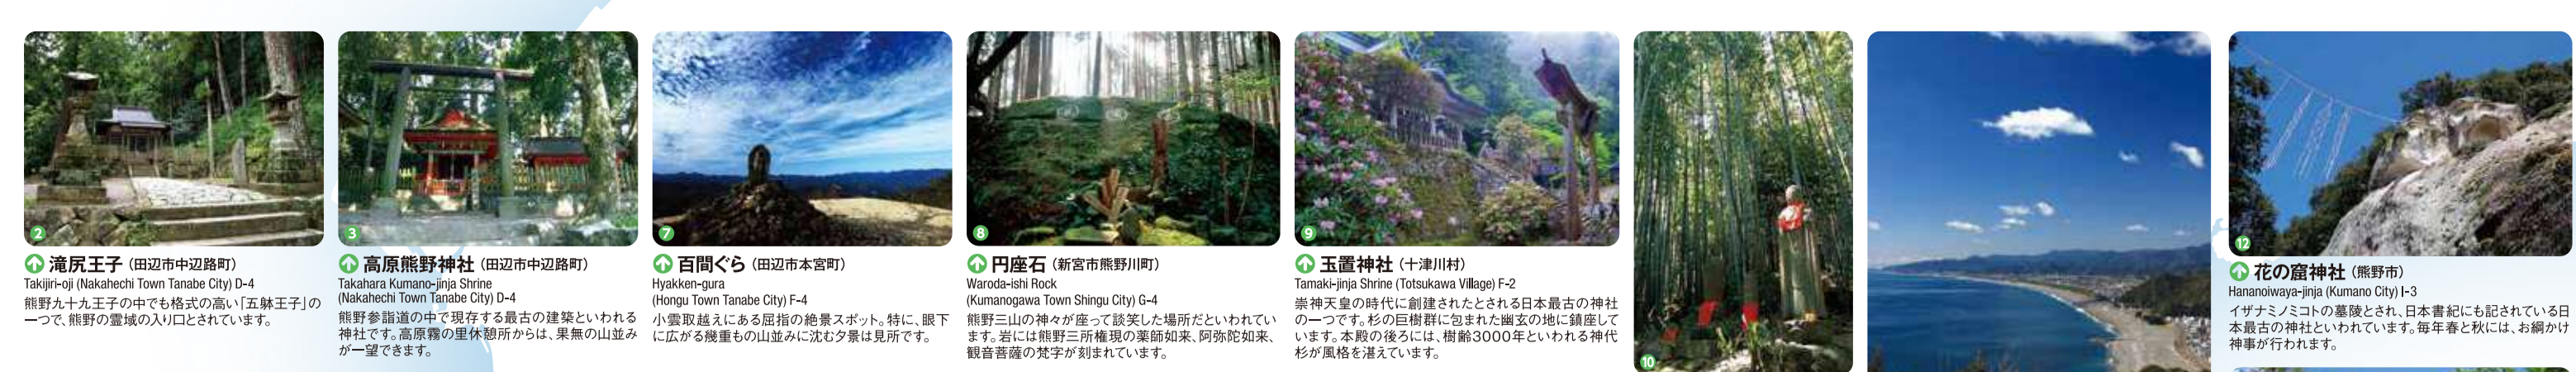 2
滝尻王子（田辺市中辺路町）
Takijiri-oji (Nakahechi Town Tanabe City) D-4
熊野九十九王子の中でも格式の高い「五躰王子」の
一つで、熊野の霊域の入り口とされています。
3
高原熊野神社（田辺市中辺路町）
Takahara Kumano-jinja Shrine
(Nakahechi Town Tanabe City) D-4
熊野参詣道の中で現存する最古の建築といわれる
神社です。高原霧の里休憩所からは、果無の山並み
が一望できます。
7
百間ぐら（田辺市本宮町）
Hyakken-gura
(Hongu Town Tanabe City) F-4
小雲取越えにある屈指の絶景スポット。特に、眼下
に広がる幾重もの山並みに沈む夕景は見所です。
8
円座石（新宮市熊野川町）
Waroda-ishi Rock
(Kumanogawa Town Shingu City) G-4
熊野三山の神々が座って談笑した場所だといわれてい
ます。岩には熊野三所権現の薬師如来、阿弥陀如来、
観音菩薩の梵字が刻まれています。
9
玉置神社（十津川村）
Tamaki-jinja Shrine (Totsukawa Village) F-2
崇神天皇の時代に創建されたとされる日本最古の神社
の一つです。杉の巨樹群に包まれた幽玄の地に鎮座して
います。本殿の後ろには、樹齢3000年といわれる神代
杉が風格を湛えています。
10
12
花の窟神社（熊野市）
Hananoiwaya-jinja (Kumano City) I-3
イザナミノミコトの墓陵とされ、日本書紀にも記されている日
本最古の神社といわれています。毎年春と秋には、お綱かけ
神事が行われます。